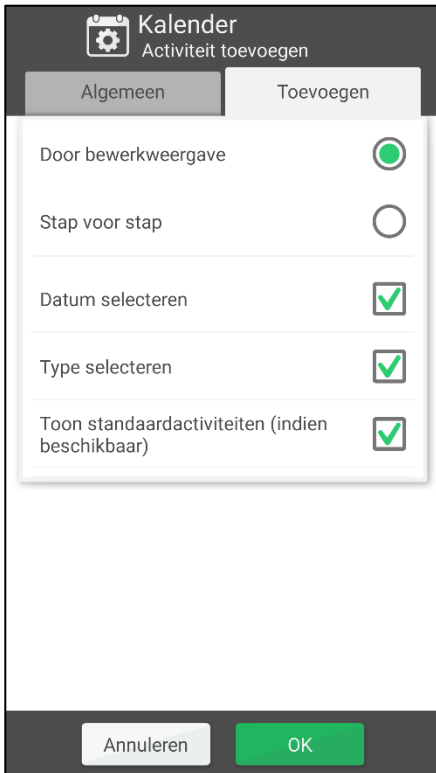 Kalender
Activiteit toevoegen
Algemeen
Toevoegen
Door bewerkweergave
Stap voor stap
Datum selecteren
Type selecteren
Toon standaardactiviteiten (indien
beschikbaar)
Annuleren
OK